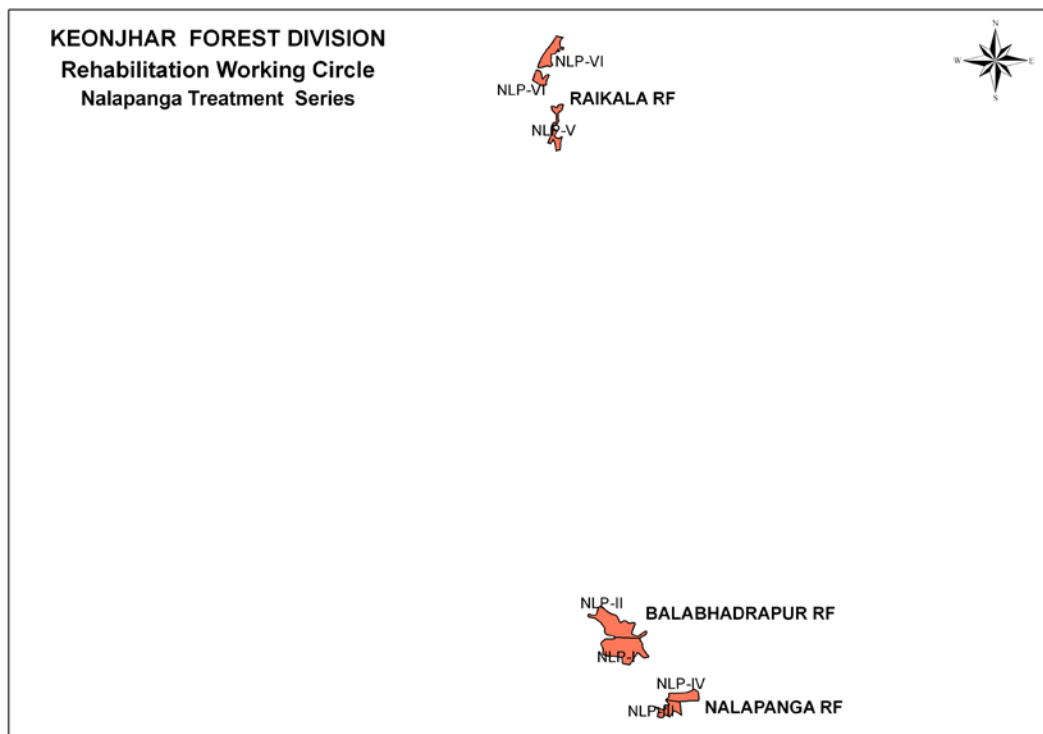 KEONJHAR FOREST DIVISION
Rehabilitation Working Circle
Nalapanga Treatment Series
N
W
E
S
NLP-VI
NLP-VI
RAIKALA RF
NLP-V
NLP-II
BALABHADRAPUR RF
NLP-I
NLP-IV
NALAPANGA RF